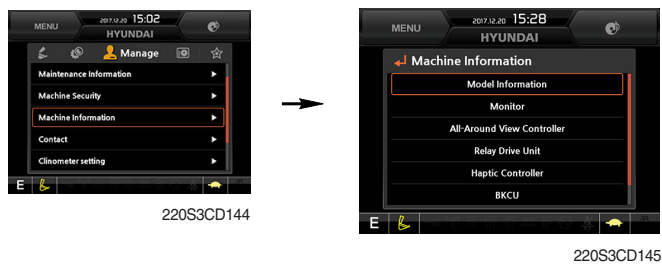 MENU
2017.12.20 15:02
HYUNDAI
Manage
Maintenance Information
Machine Security
Machine Information
Contact
Clinometer setting
E
220S3CD144
MENU
2017.12.20 15:28
HYUNDAI
Machine Information
Model Information
Monitor
All-Around View Controller
Relay Drive Unit
Haptic Controller
BKCU
E
220S3CD145